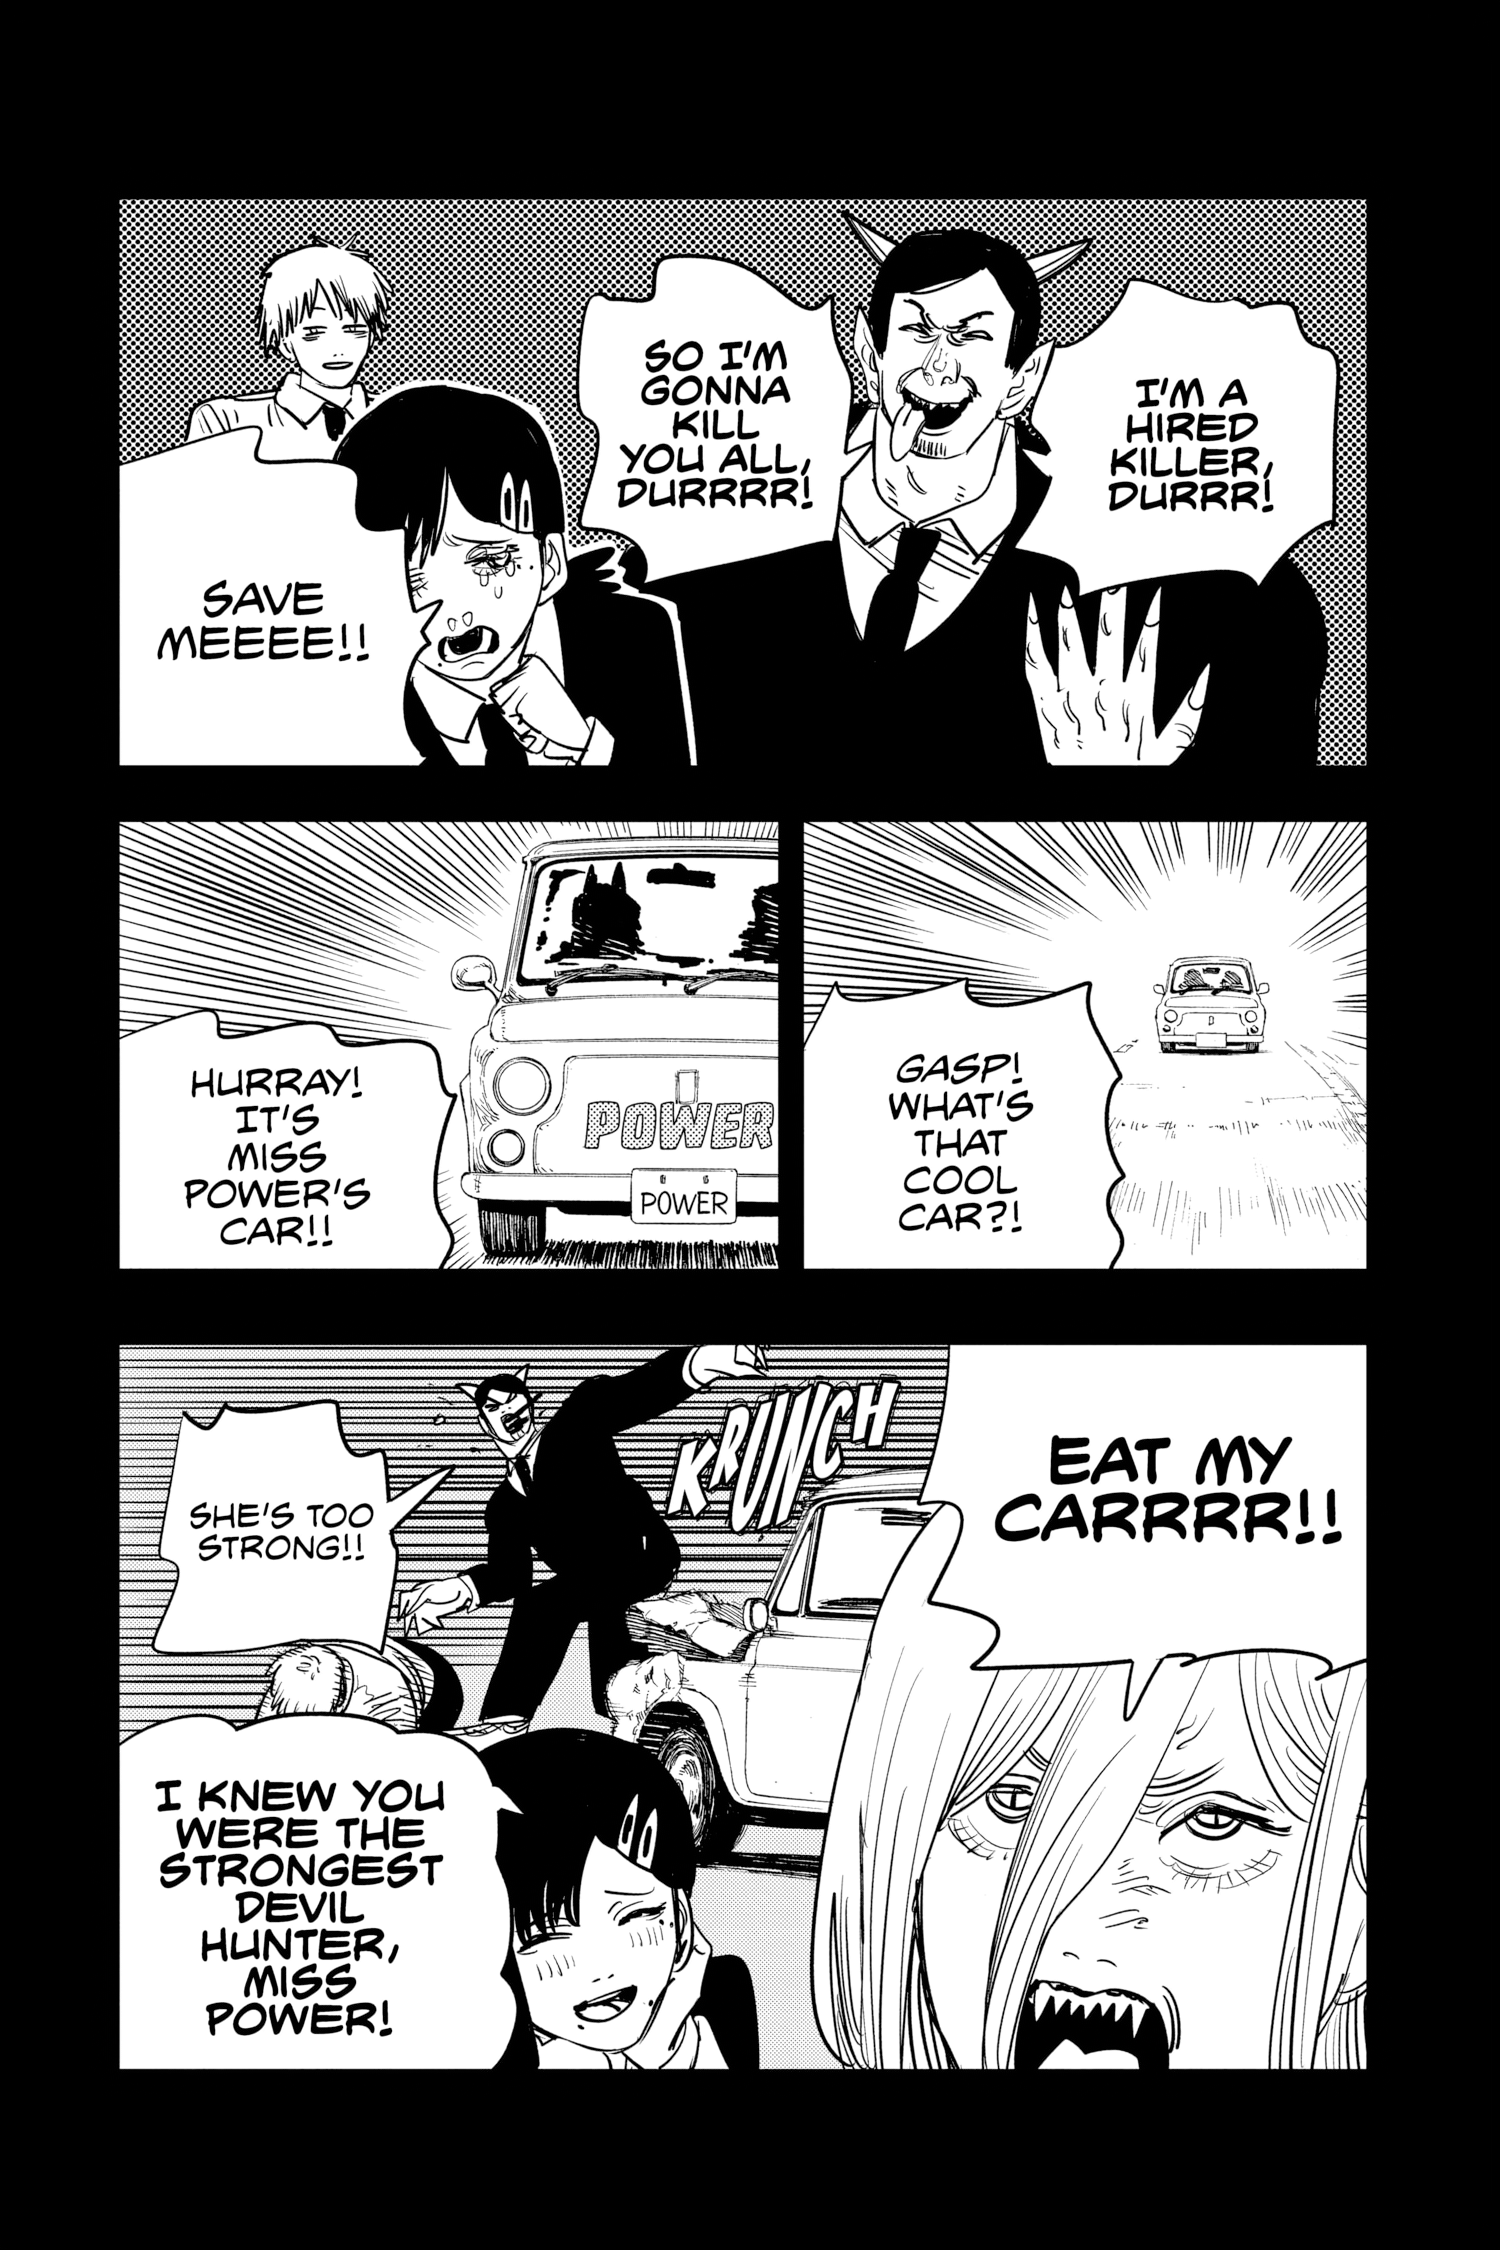 I'M A
HIRED
KILLER,
DURRR!
SO I'M
GONNA
KILL
YOU ALL,
DURRRR!
SAVE
MEEEE!!
GASP!
WHAT'S
THAT
COOL
CAR?!
HURRAY!
IT'S
MISS
POWER'S
CAR!!
POWER
POWER
EAT MY
CARRRR!!
KRUNCH
SHE'S TOO
STRONG!!
I KNEW YOU
WERE THE
STRONGEST
DEVIL
HUNTER,
MISS
POWER!